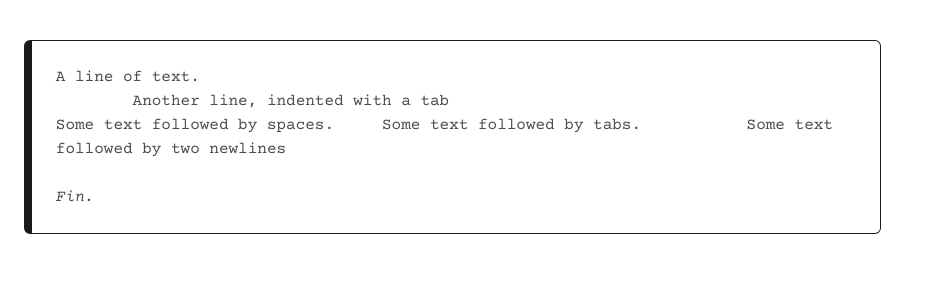 A line of text.
	Another line, indented with a tab
Some text followed by spaces.     Some text followed by tabs.		Some text
followed by two newlines

Fin.